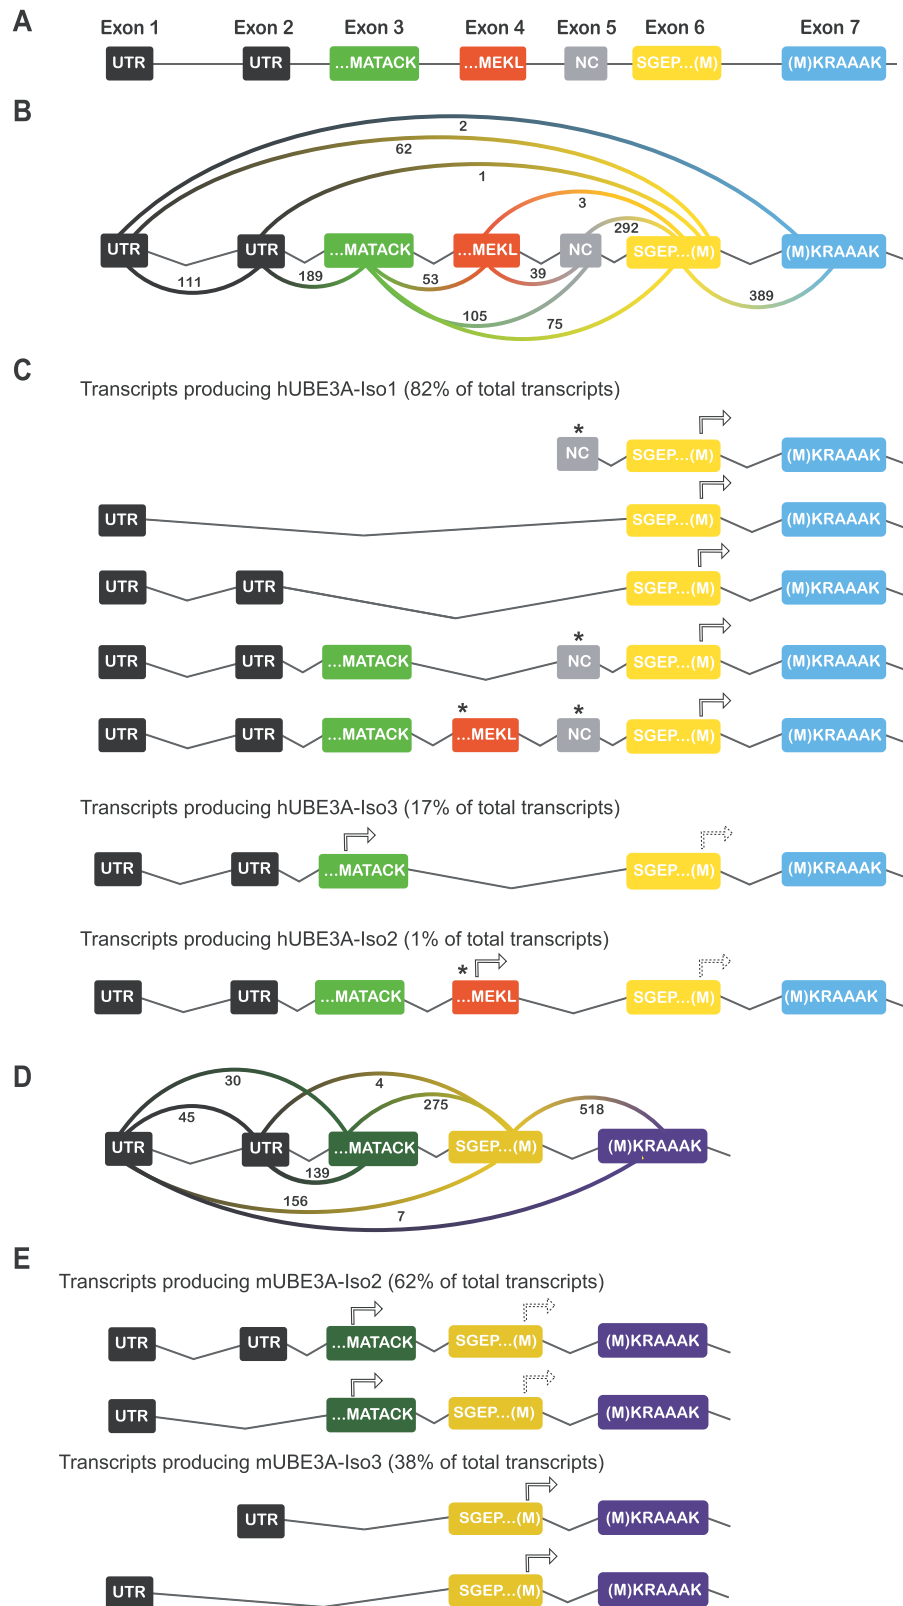 A
Exon 1 Exon 2 Exon 3 Exon 4 Exon 5 Exon 6 Exon 7
UTR UTR ...MATACK ...MEKL NC SGEP...(M) (M)KRAAAK
B
2
62
1
3
292
UTR UTR ...MATACK ...MEKL NC SGEP...(M) (M)KRAAAK
111 189 53 39 389
105 75
C
Transcripts producing hUBE3A-Iso1 (82% of total transcripts)
*
NC SGEP...(M) (M)KRAAAK
UTR SGEP...(M) (M)KRAAAK
UTR UTR SGEP...(M) (M)KRAAAK
*
UTR UTR ...MATACK NC SGEP...(M) (M)KRAAAK
* *
UTR UTR ...MATACK ...MEKL NC SGEP...(M) (M)KRAAAK
Transcripts producing hUBE3A-Iso3 (17% of total transcripts)
UTR UTR ...MATACK SGEP...(M) (M)KRAAAK
Transcripts producing hUBE3A-Iso2 (1% of total transcripts)
*
UTR UTR ...MATACK ...MEKL SGEP...(M) (M)KRAAAK
D
30 4
45 275 518
UTR UTR ...MATACK SGEP...(M) (M)KRAAAK
139
156
7
E
Transcripts producing mUBE3A-Iso2 (62% of total transcripts)
UTR UTR ...MATACK SGEP...(M) (M)KRAAAK
UTR ...MATACK SGEP...(M) (M)KRAAAK
Transcripts producing mUBE3A-Iso3 (38% of total transcripts)
UTR SGEP...(M) (M)KRAAAK
UTR SGEP...(M) (M)KRAAAK